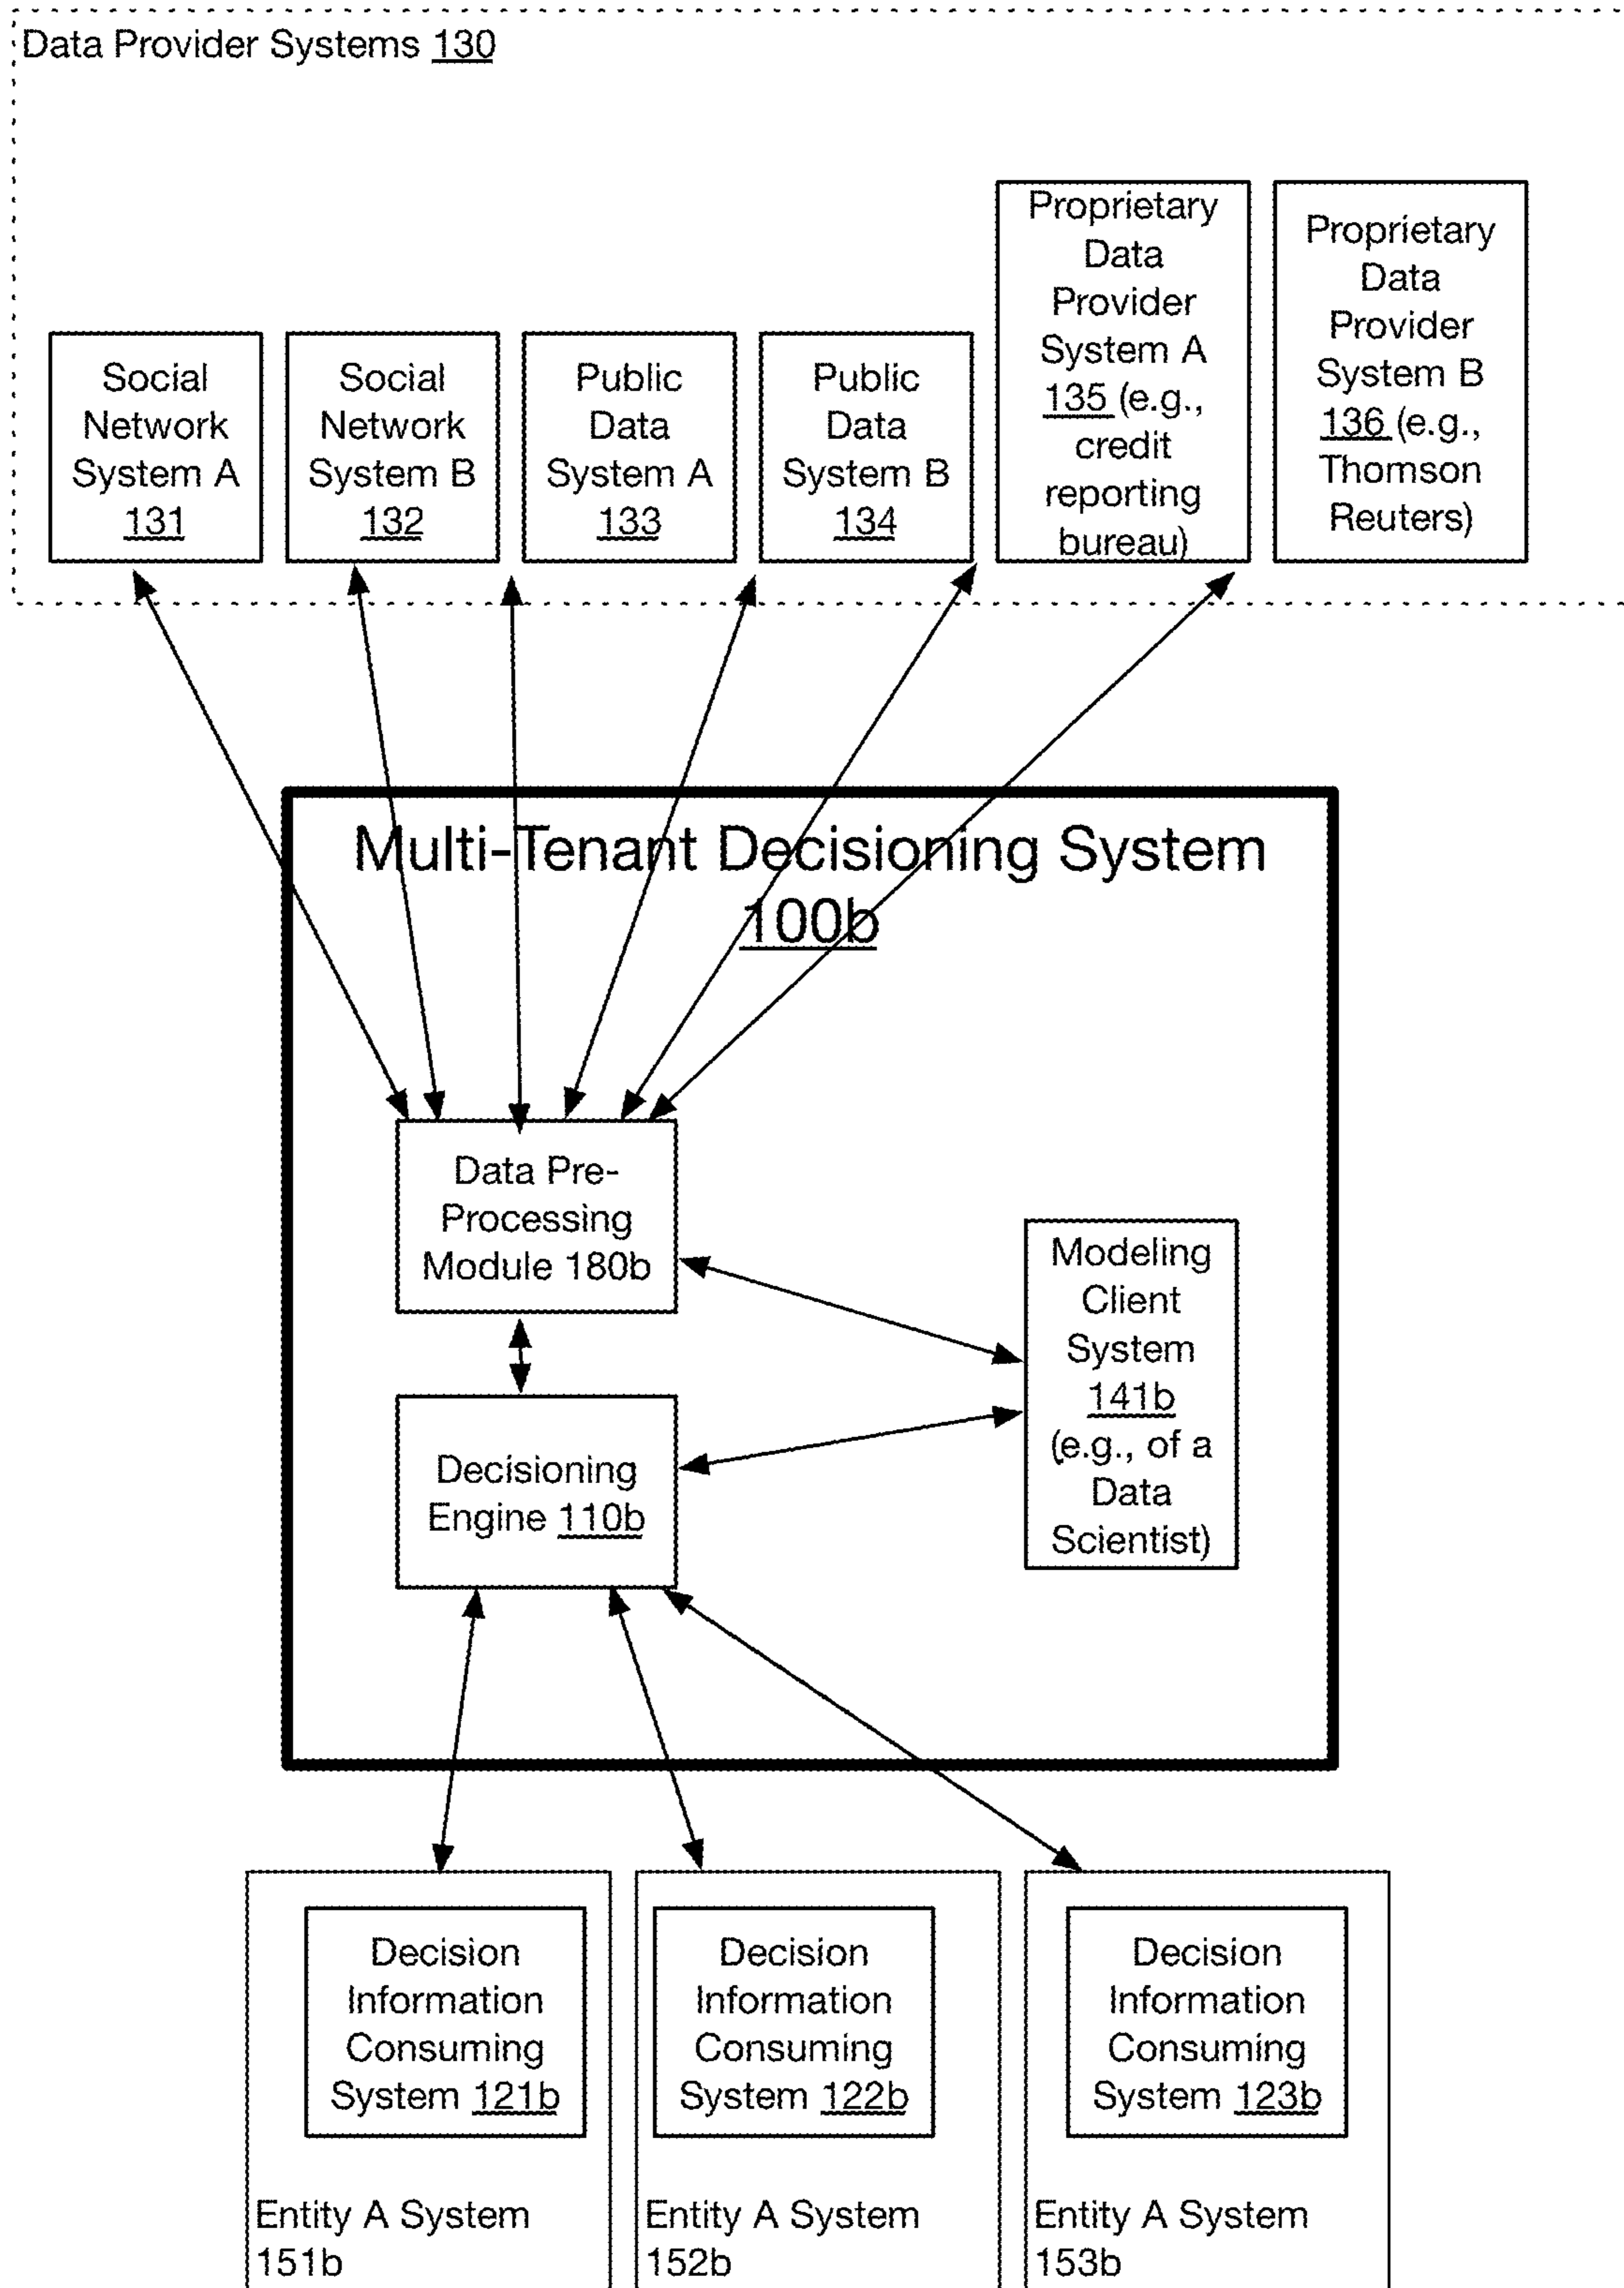 Data Provider Systems 130
Social
Network
System A
131
Social
Network
System B
132
Public
Data
System A
133
Public
Data
System B
134
Proprietary
Data
Provider
System A
135 (e.g.,
credit
reporting
bureau)
Proprietary
Data
Provider
System B
136 (e.g.,
Thomson
Reuters)
Multi-Tenant Decisioning System
100b
Data Pre-
Processing
Module 180b
Modeling
Client
System
141b
(e.g., of a
Data
Scientist)
Decisioning
Engine 110b
Decision
Information
Consuming
System 121b
Entity A System
151b
Decision
Information
Consuming
System 122b
Entity A System
152b
Decision
Information
Consuming
System 123b
Entity A System
153b